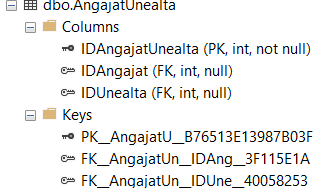 dbo.AngajatUnealta
Columns
IDAngajatUnealta (PK, int, not null)
IDAngajat (FK, int, null)
IDUnealta (FK, int, null)
Keys
PK__AngajatU__B76513E13987B03F
FK__AngajatUn__IDAng__3F115E1A
FK__AngajatUn__IDUne__40058253